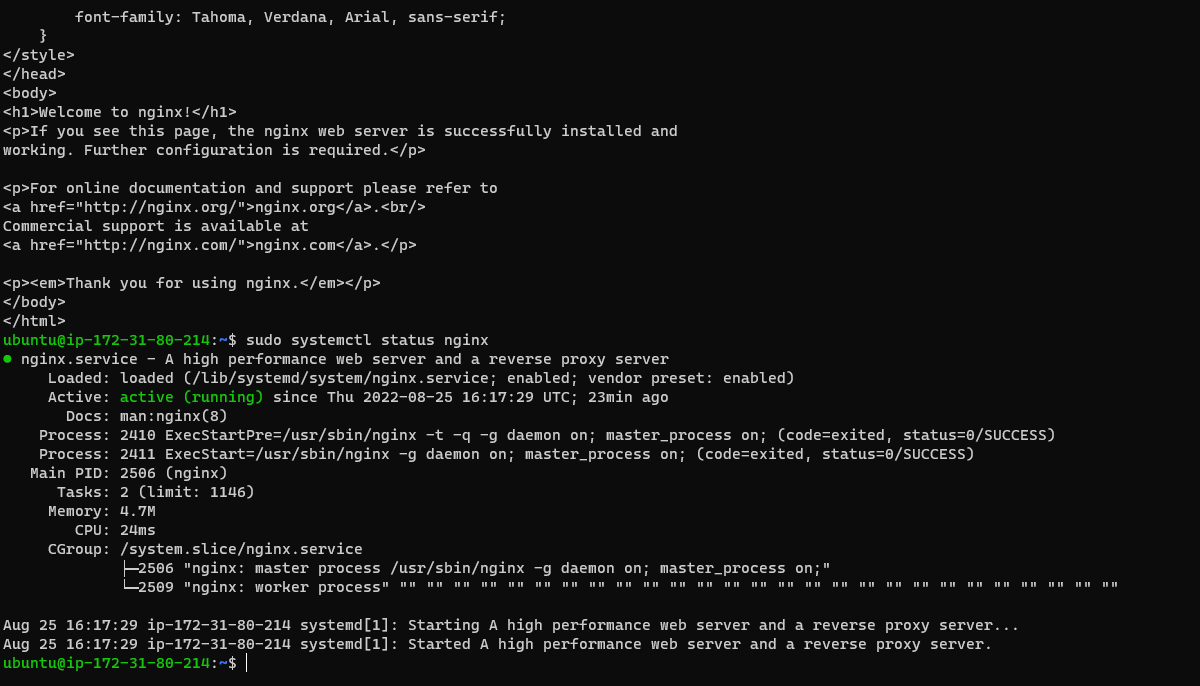 font-family: Tahoma, Verdana, Arial, sans-serif;
    }
</style>
</head>
<body>
<h1>Welcome to nginx!</h1>
<p>If you see this page, the nginx web server is successfully installed and
working. Further configuration is required.</p>

<p>For online documentation and support please refer to
<a href="http://nginx.org/">nginx.org</a>.<br/>
Commercial support is available at
<a href="http://nginx.com/">nginx.com</a>.</p>

<p><em>Thank you for using nginx.</em></p>
</body>
</html>
ubuntu@ip-172-31-80-214:~$ sudo systemctl status nginx
● nginx.service - A high performance web server and a reverse proxy server
     Loaded: loaded (/lib/systemd/system/nginx.service; enabled; vendor preset: enabled)
     Active: active (running) since Thu 2022-08-25 16:17:29 UTC; 23min ago
       Docs: man:nginx(8)
    Process: 2410 ExecStartPre=/usr/sbin/nginx -t -q -g daemon on; master_process on; (code=exited, status=0/SUCCESS)
    Process: 2411 ExecStart=/usr/sbin/nginx -g daemon on; master_process on; (code=exited, status=0/SUCCESS)
   Main PID: 2506 (nginx)
      Tasks: 2 (limit: 1146)
     Memory: 4.7M
        CPU: 24ms
     CGroup: /system.slice/nginx.service
             ├─2506 "nginx: master process /usr/sbin/nginx -g daemon on; master_process on;"
             └─2509 "nginx: worker process" "" "" "" "" "" "" "" "" "" "" "" "" "" "" "" "" "" "" "" "" "" "" "" "" "" "" ""

Aug 25 16:17:29 ip-172-31-80-214 systemd[1]: Starting A high performance web server and a reverse proxy server...
Aug 25 16:17:29 ip-172-31-80-214 systemd[1]: Started A high performance web server and a reverse proxy server.
ubuntu@ip-172-31-80-214:~$